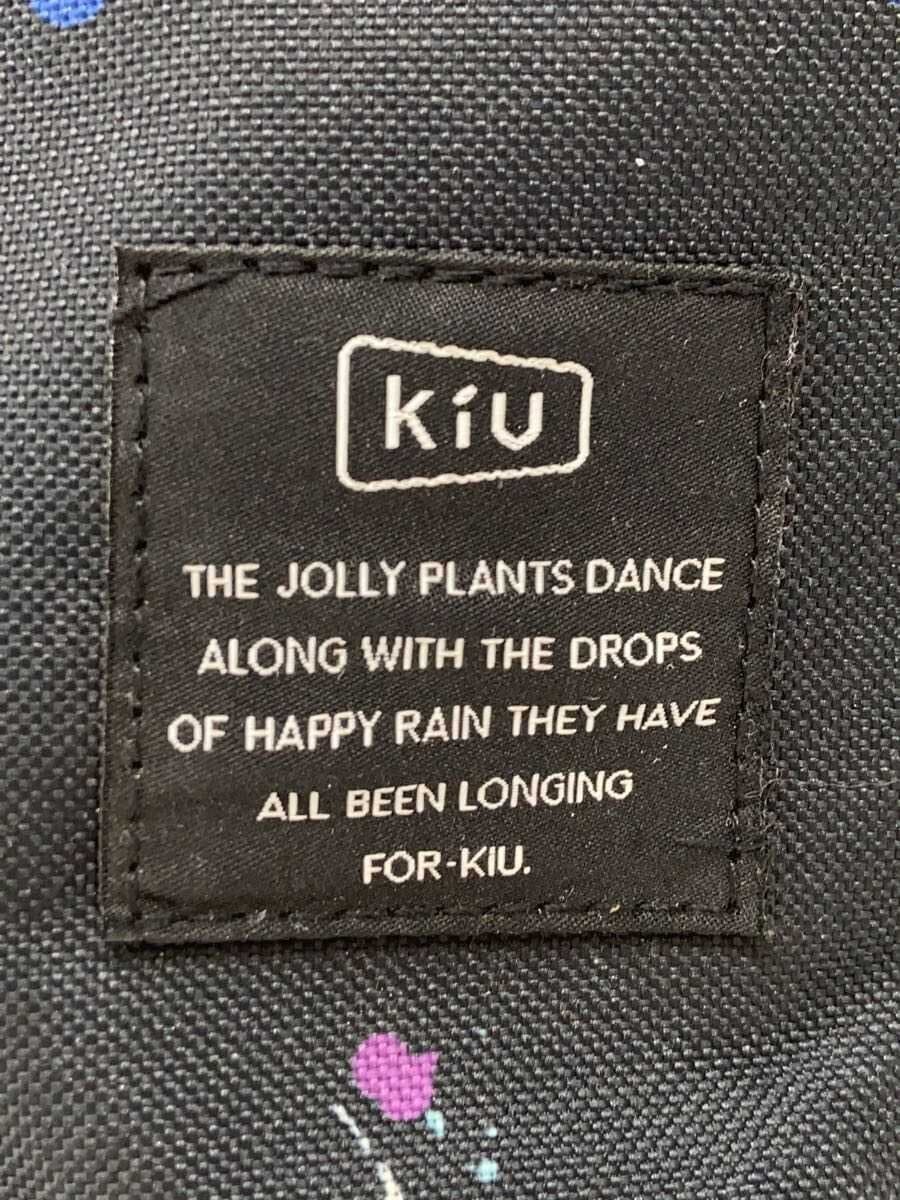 KiU
THE JOLLY PLANTS DANCE
ALONG WITH THE DROPS
OF HAPPY RAIN THEY HAVE
ALL BEEN LONGING
FOR-KIU.